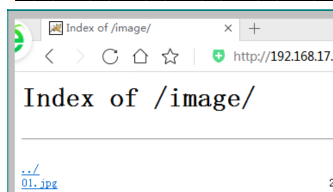 Index of /image/
http://192.168.17.
Index of /image/
../
01.jpg